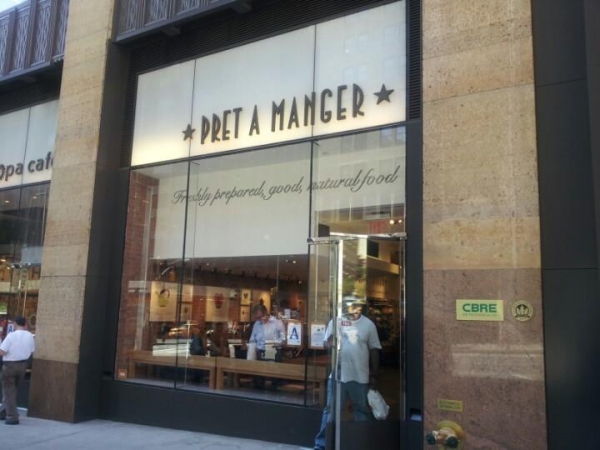 PRET A MANGER
Freshly prepared, good, natural food
opa cafe
CBRE
A